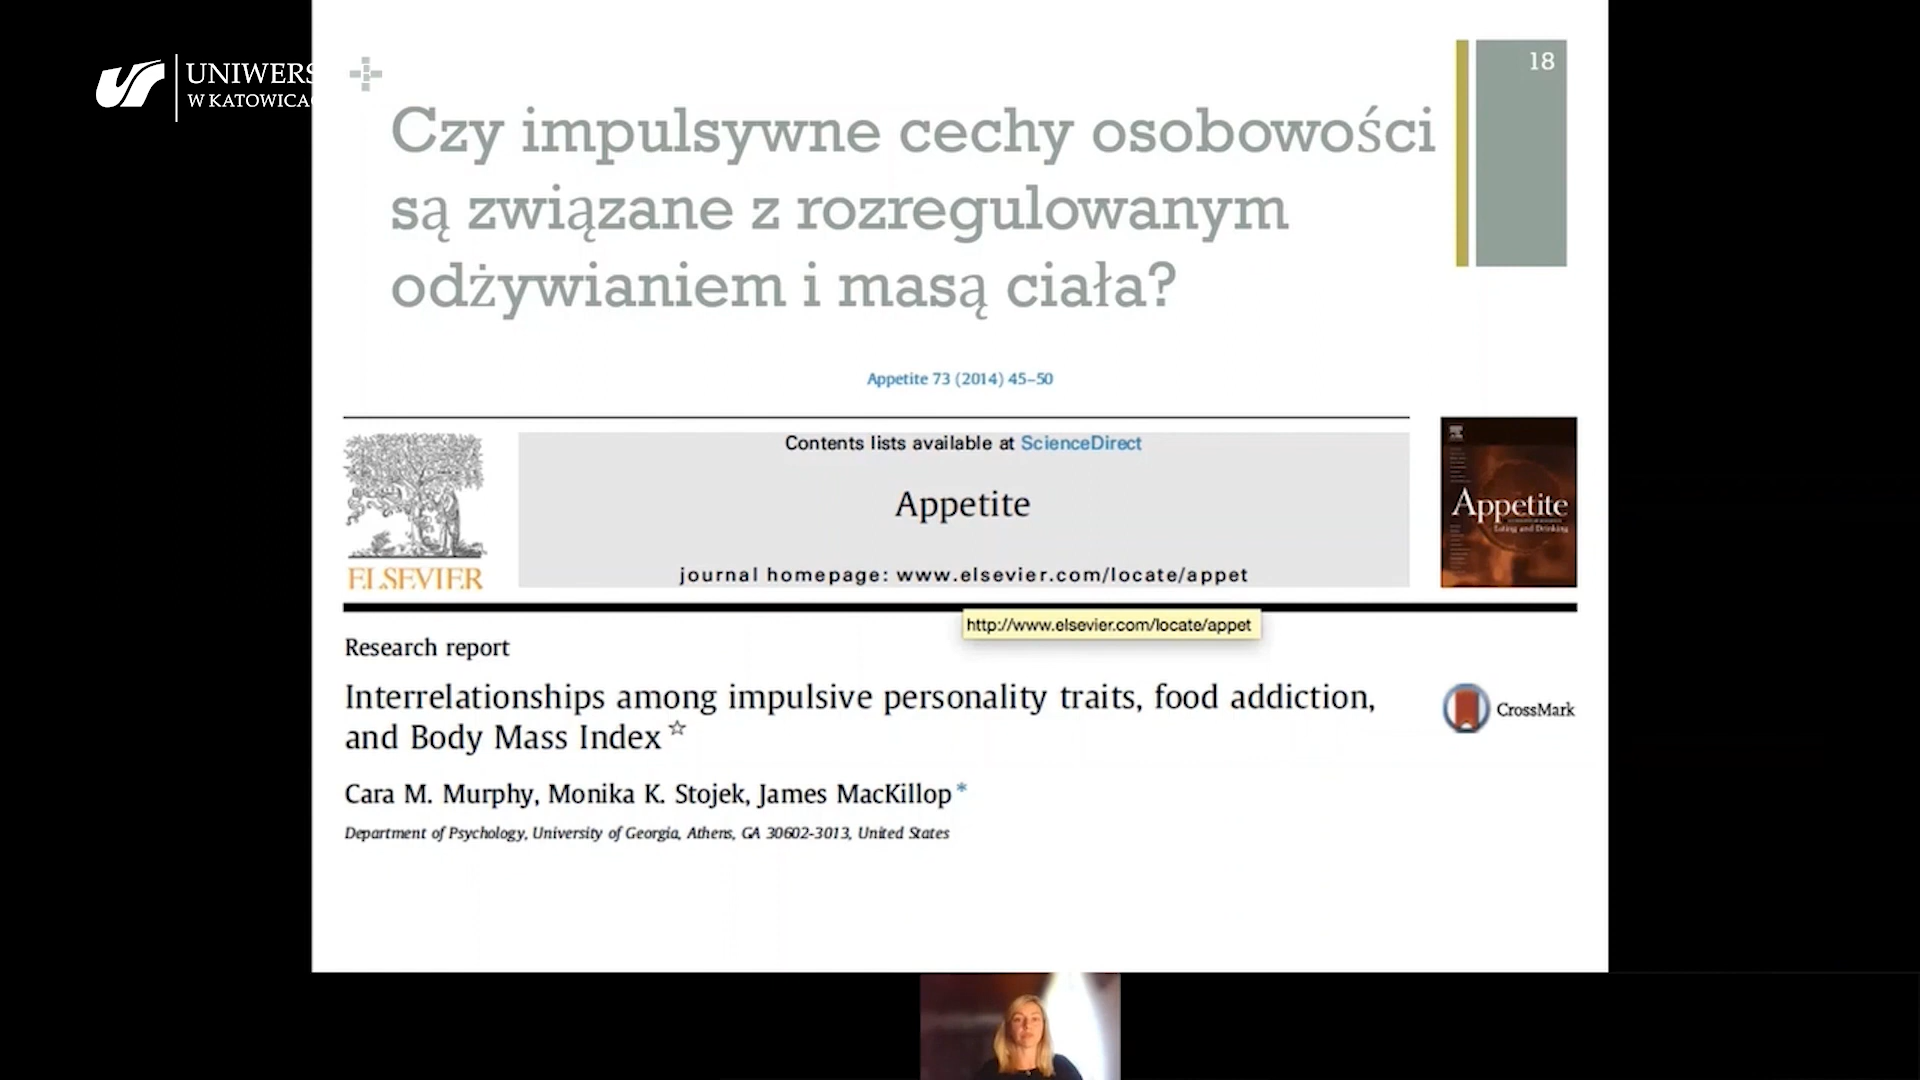 UNIWERS
W KATOWICA
18
Czy impulsywne cechy osobowości
są związane z rozregulowanym
odżywianiem i masą ciała?
Appetite 73 (2014) 45–50
Contents lists available at ScienceDirect
Appetite
journal homepage: www.elsevier.com/locate/appet
ELSEVIER
Appetite
Eating and Drinking
http://www.elsevier.com/locate/appet
Research report
Interrelationships among impulsive personality traits, food addiction,
and Body Mass Index ☆
CrossMark
Cara M. Murphy, Monika K. Stojek, James MacKillop *
Department of Psychology, University of Georgia, Athens, GA 30602-3013, United States